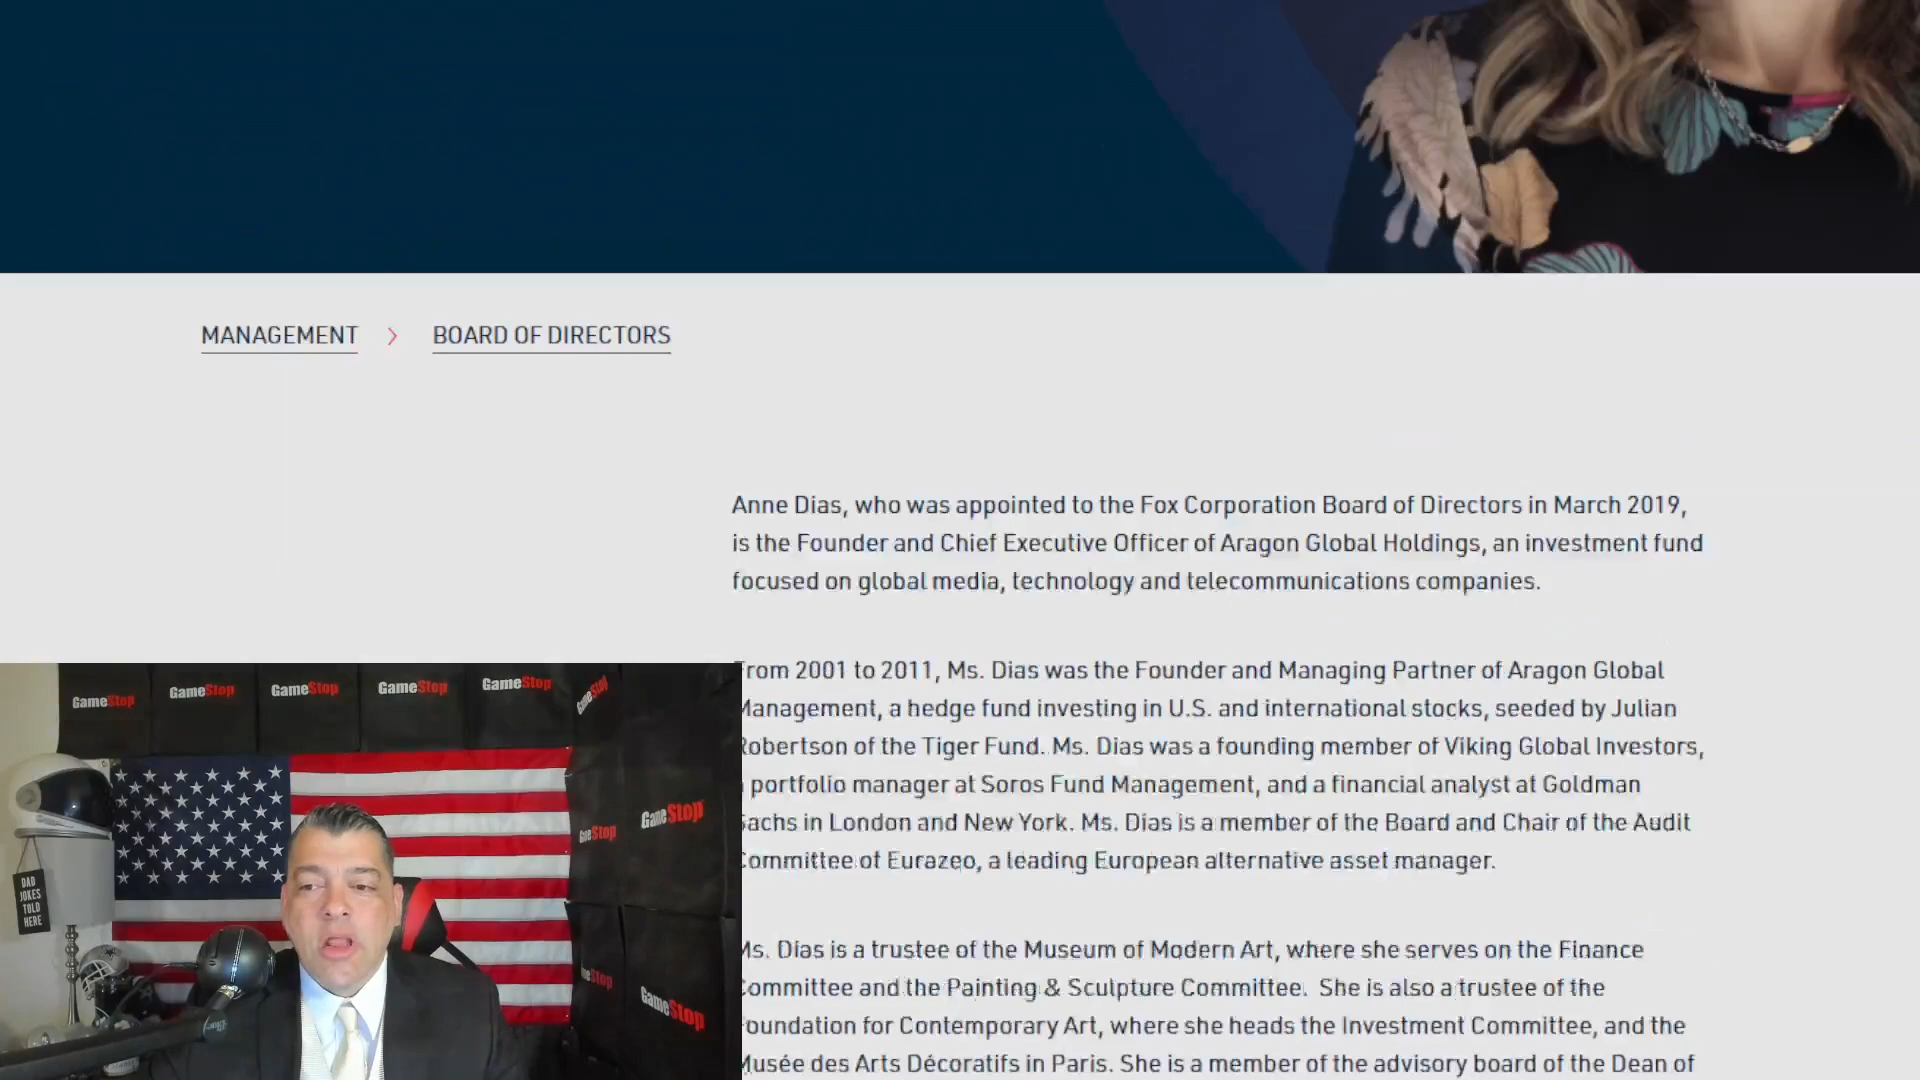 MANAGEMENT > BOARD OF DIRECTORS
Anne Dias, who was appointed to the Fox Corporation Board of Directors in March 2019,
is the Founder and Chief Executive Officer of Aragon Global Holdings, an investment fund
focused on global media, technology and telecommunications companies.
From 2001 to 2011, Ms. Dias was the Founder and Managing Partner of Aragon Global
Management, a hedge fund investing in U.S. and international stocks, seeded by Julian
Robertson of the Tiger Fund. Ms. Dias was a founding member of Viking Global Investors,
portfolio manager at Soros Fund Management, and a financial analyst at Goldman
Sachs in London and New York. Ms. Dias is a member of the Board and Chair of the Audit
Committee of Eurazeo, a leading European alternative asset manager.
Ms. Dias is a trustee of the Museum of Modern Art, where she serves on the Finance
Committee and the Painting & Sculpture Committee. She is also a trustee of the
Foundation for Contemporary Art, where she heads the Investment Committee, and the
Musée des Arts Décoratifs in Paris. She is a member of the advisory board of the Dean of
GameStop GameStop GameStop GameStop GameStop GameStop
GameStop
GameStop
GameStop
DAD
JOKES
TOLD
HERE